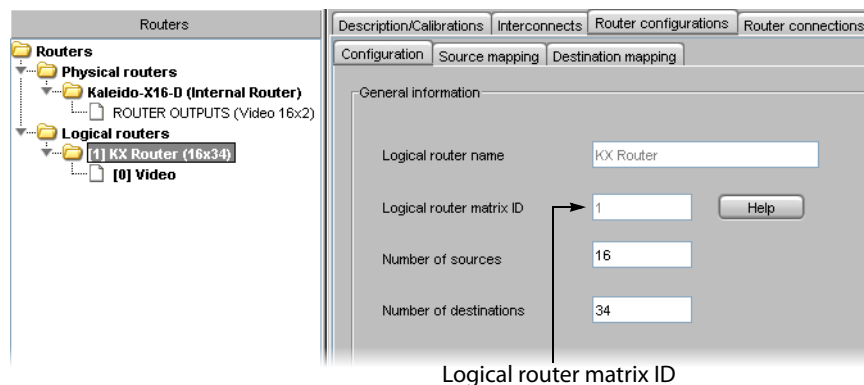 Routers
Routers
Physical routers
Kaleido-X16-D (Internal Router)
ROUTER OUTPUTS (Video 16x2)
Logical routers
[1] KX Router (16x34)
[0] Video
Description/Calibrations
Interconnects
Router configurations
Router connections
Configuration
Source mapping
Destination mapping
General information
Logical router name
KX Router
Logical router matrix ID
1
Help
Number of sources
16
Number of destinations
34
Logical router matrix ID